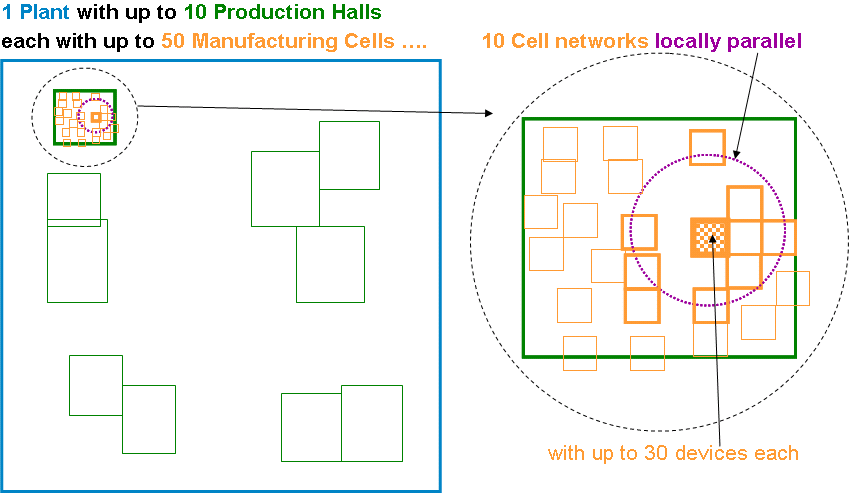 1 Plant with up to 10 Production Halls
each with up to 50 Manufacturing Cells ....
10 Cell networks locally parallel
with up to 30 devices each